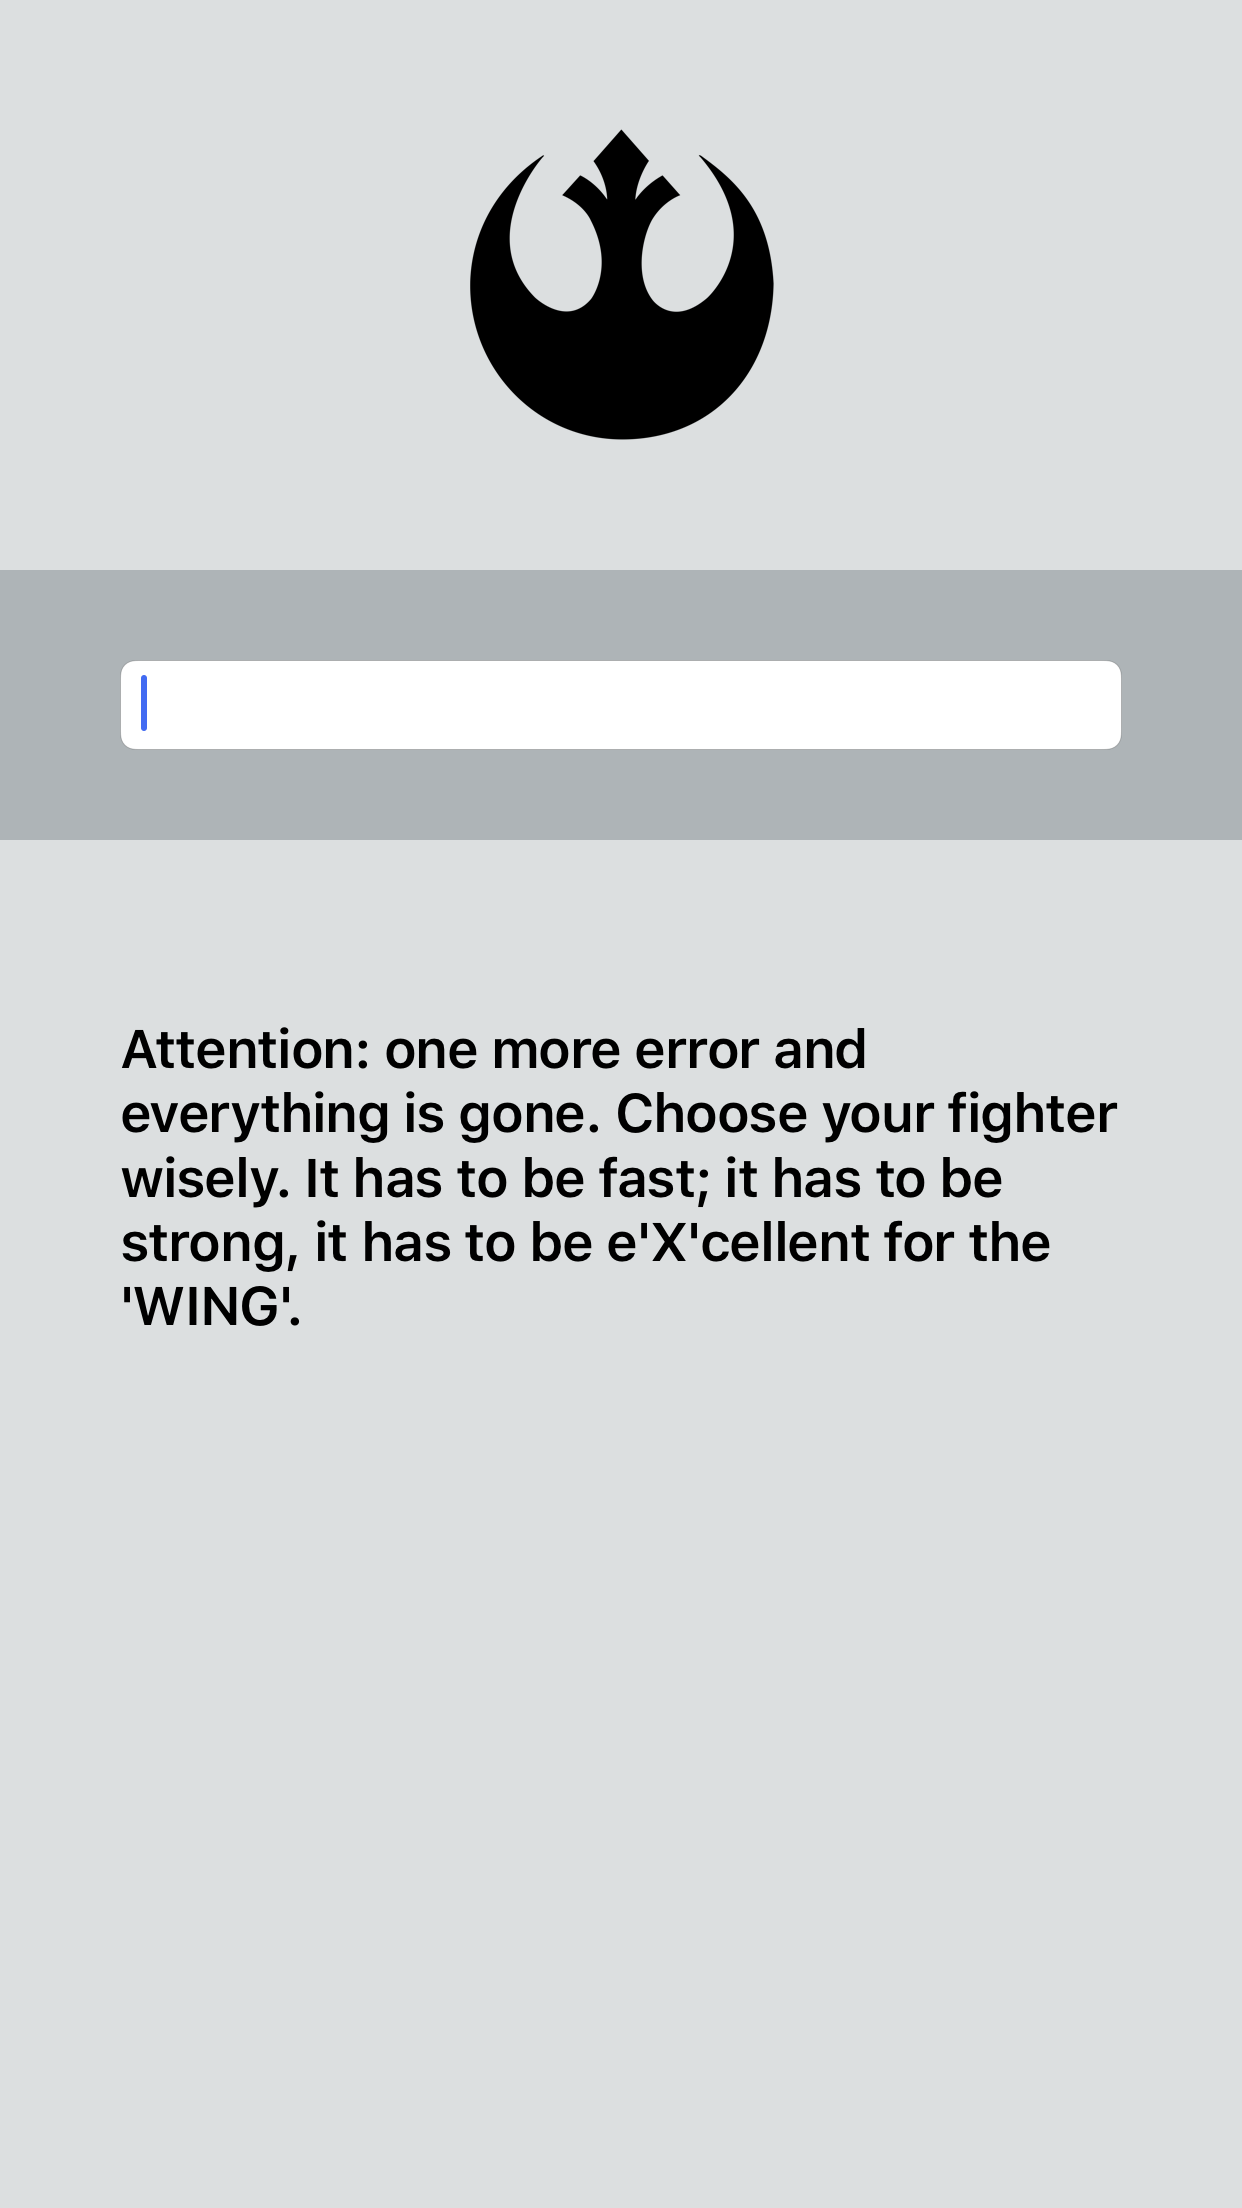 Attention: one more error and
everything is gone. Choose your fighter
wisely. It has to be fast; it has to be
strong, it has to be e'X'cellent for the
'WING'.